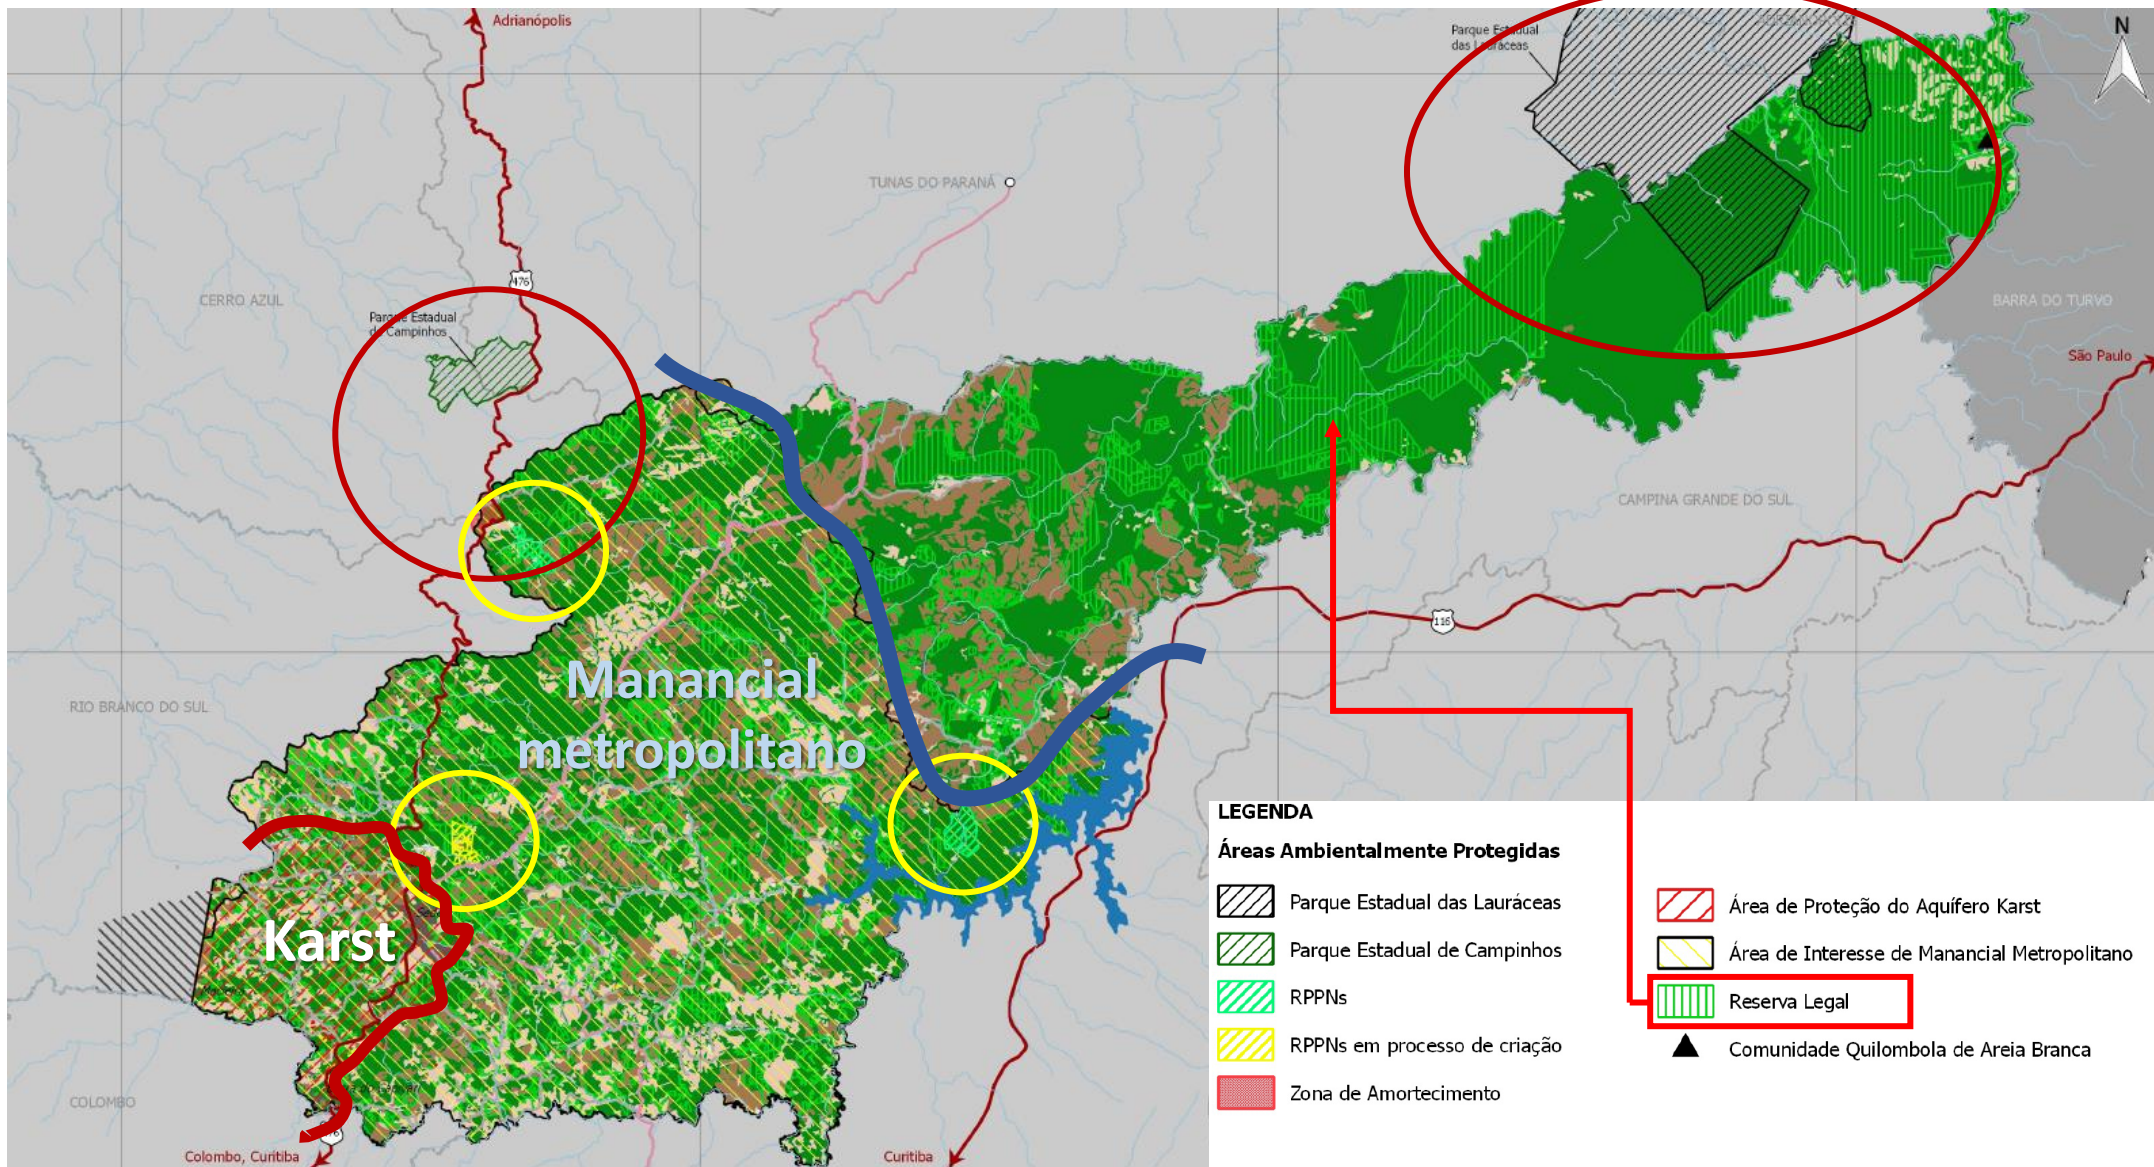 Adrianópolis
Parque Estadual
das Lauráceas
N
TUNAS DO PARANÁ
476
CERRO AZUL
Parque Estadual
de Campinhos
BARRA DO TURVO
São Paulo
CAMPINA GRANDE DO SUL
116
Manancial
metropolitano
RIO BRANCO DO SUL
Karst
COLOMBO
Colombo, Curitiba
Curitiba
LEGENDA
Áreas Ambientalmente Protegidas
Parque Estadual das Lauráceas
Parque Estadual de Campinhos
RPPNs
RPPNs em processo de criação
Zona de Amortecimento
Área de Proteção do Aquífero Karst
Área de Interesse de Manancial Metropolitano
Reserva Legal
Comunidade Quilombola de Areia Branca